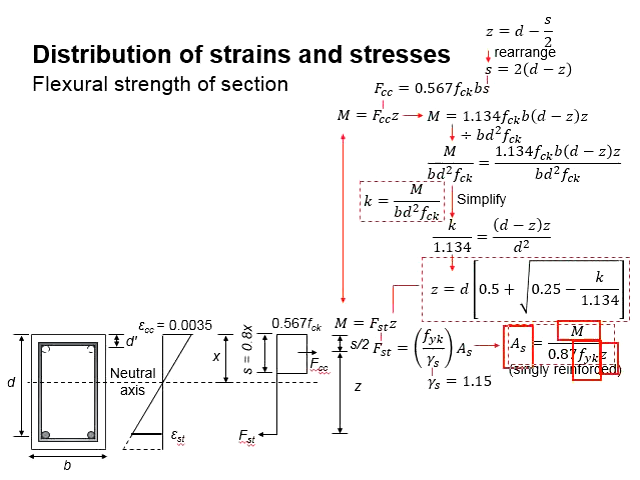 z = d − s/2
Distribution of strains and stresses
rearrange
s = 2(d − z)
Flexural strength of section
F_cc = 0.567f_ck bs
M = F_cc z → M = 1.134f_ck b(d − z)z
÷ bd²f_ck
M/(bd²f_ck) = 1.134f_ck b(d − z)z/(bd²f_ck)
k = M/(bd²f_ck)
Simplify
k/1.134 = (d − z)z/d²
z = d [0.5 + √(0.25 − k/1.134)]
ε_cc = 0.0035
0.567f_ck
M = F_st z
d'
x
s = 0.8x
s/2
F_st = (f_yk/γ_s) A_s
A_s = M/(0.87f_yk z)
F_cc
(singly reinforced)
d
Neutral
axis
γ_s = 1.15
z
ε_st
F_st
b